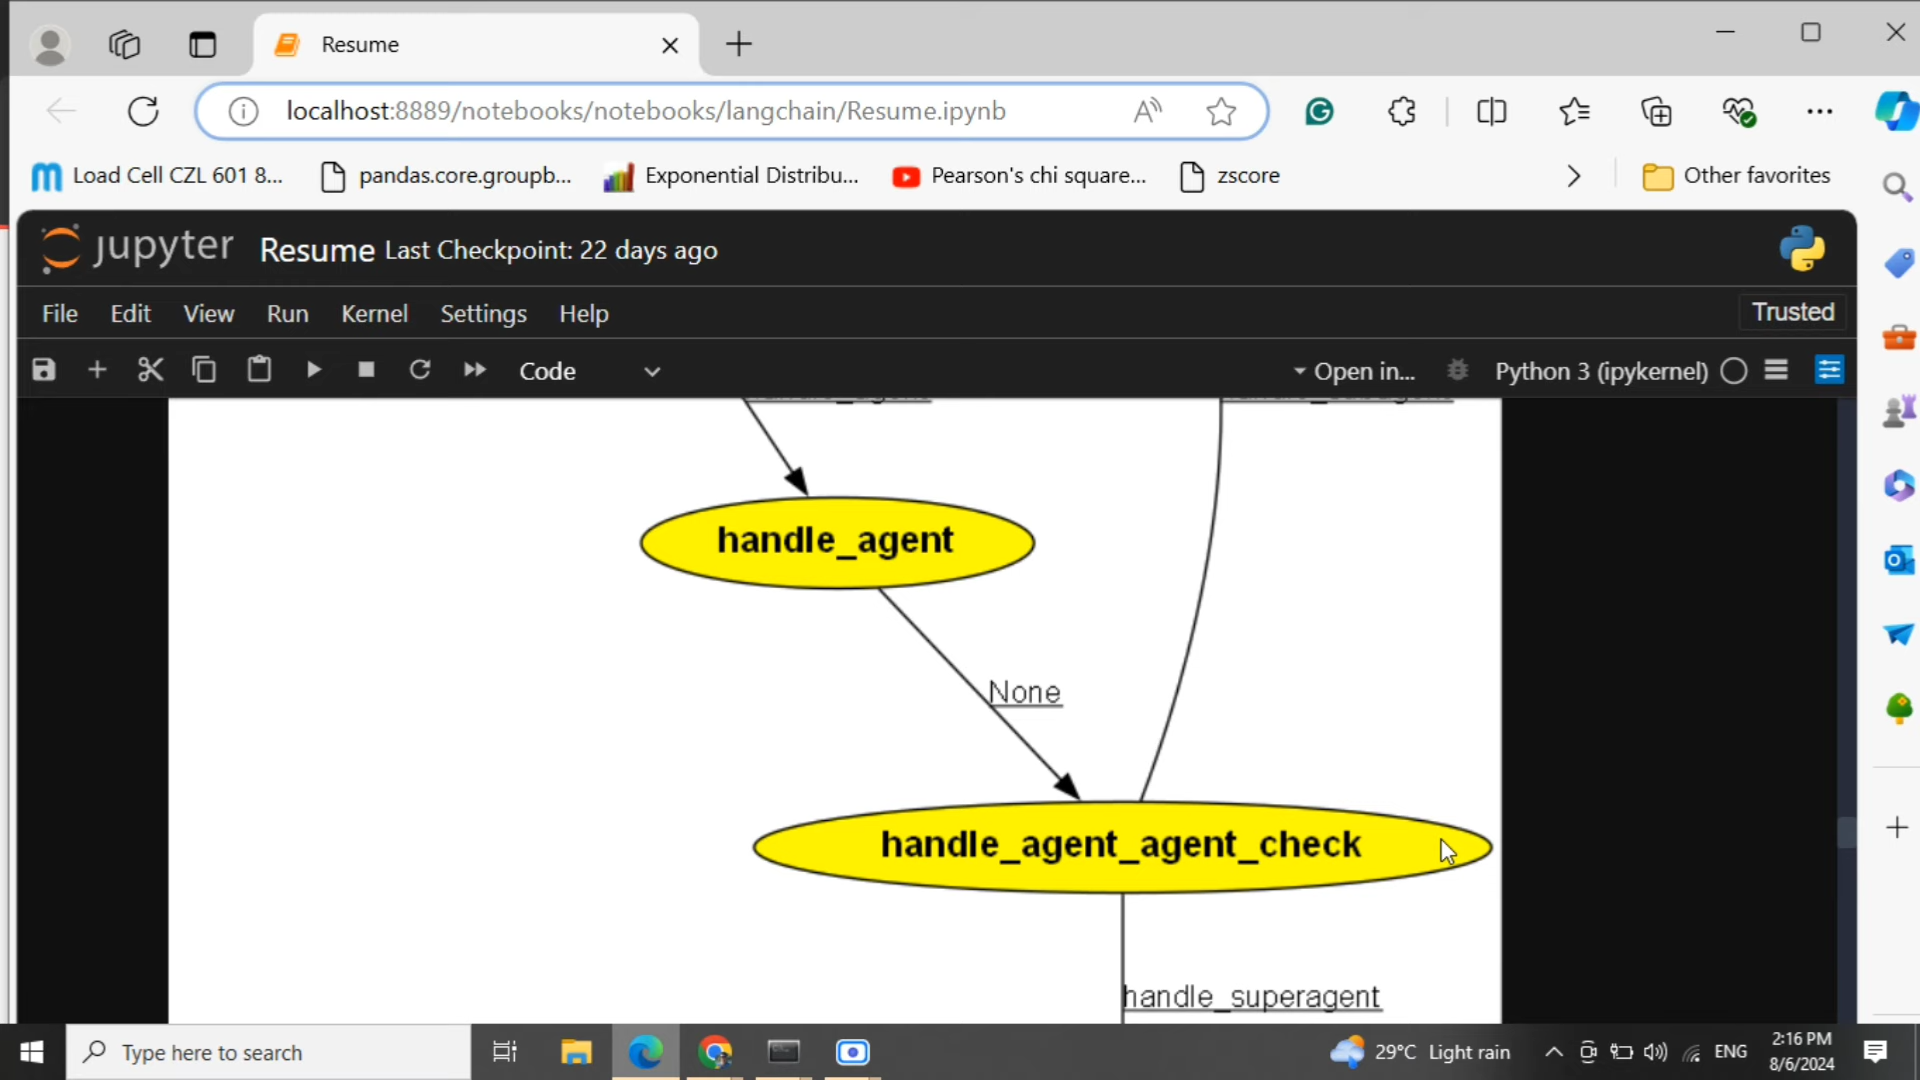 Resume
localhost:8889/notebooks/notebooks/langchain/Resume.ipynb
Load Cell CZL 601 8... pandas.core.groupb... Exponential Distribu... Pearson's chi square... zscore Other favorites
jupyter Resume Last Checkpoint: 22 days ago
File Edit View Run Kernel Settings Help Trusted
Code Open in... Python 3 (ipykernel)
handle_agent
None
handle_agent_agent_check
handle_superagent
Type here to search 29°C Light rain ENG 2:16 PM
8/6/2024